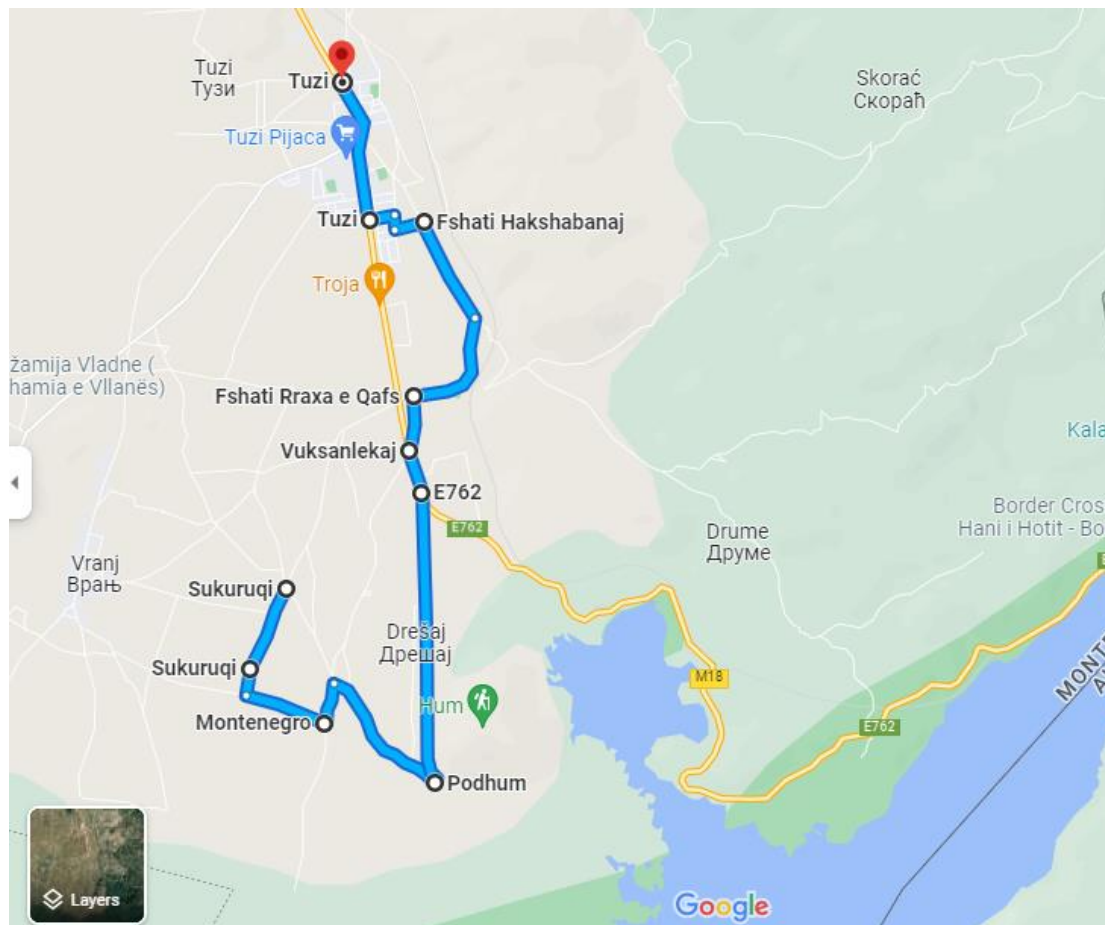 Tuzi
Тузи
Tuzi
Skorać
Скораћ
Tuzi Pijaca
Tuzi
Fshati Hakshabanaj
Troja
žamija Vladne (
hamia e Vllanës)
Fshati Rraxa e Qafs
Kala
Vuksanlekaj
E762
E762
Border Cros
Hani i Hotit - Bo
Drume
Друме
Vranj
Врањ
Sukuruqi
Drešaj
Дрешај
Sukuruqi
M18
MONT
A
Hum
Montenegro
E762
Podhum
Layers
Google